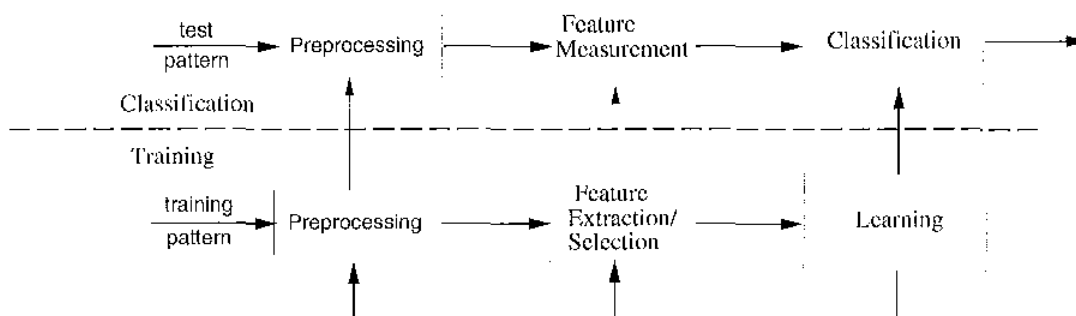 test
pattern
Preprocessing
Feature
Measurement
Classification
Classification
Training
training
pattern
Preprocessing
Feature
Extraction/
Selection
Learning